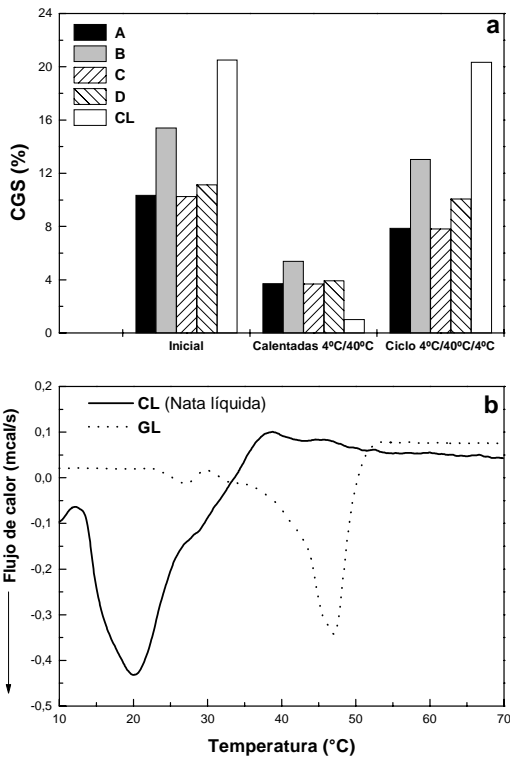 a
A
B
C
D
CL
24
20
16
12
8
4
0
CGS (%)
Inicial Calentadas 4ºC/40ºC Ciclo 4ºC/40ºC/4ºC
b
CL (Nata líquida)
GL
0,2
0,1
0,0
-0,1
-0,2
-0,3
-0,4
-0,5
Flujo de calor (mcal/s)
10 20 30 40 50 60 70
Temperatura (°C)